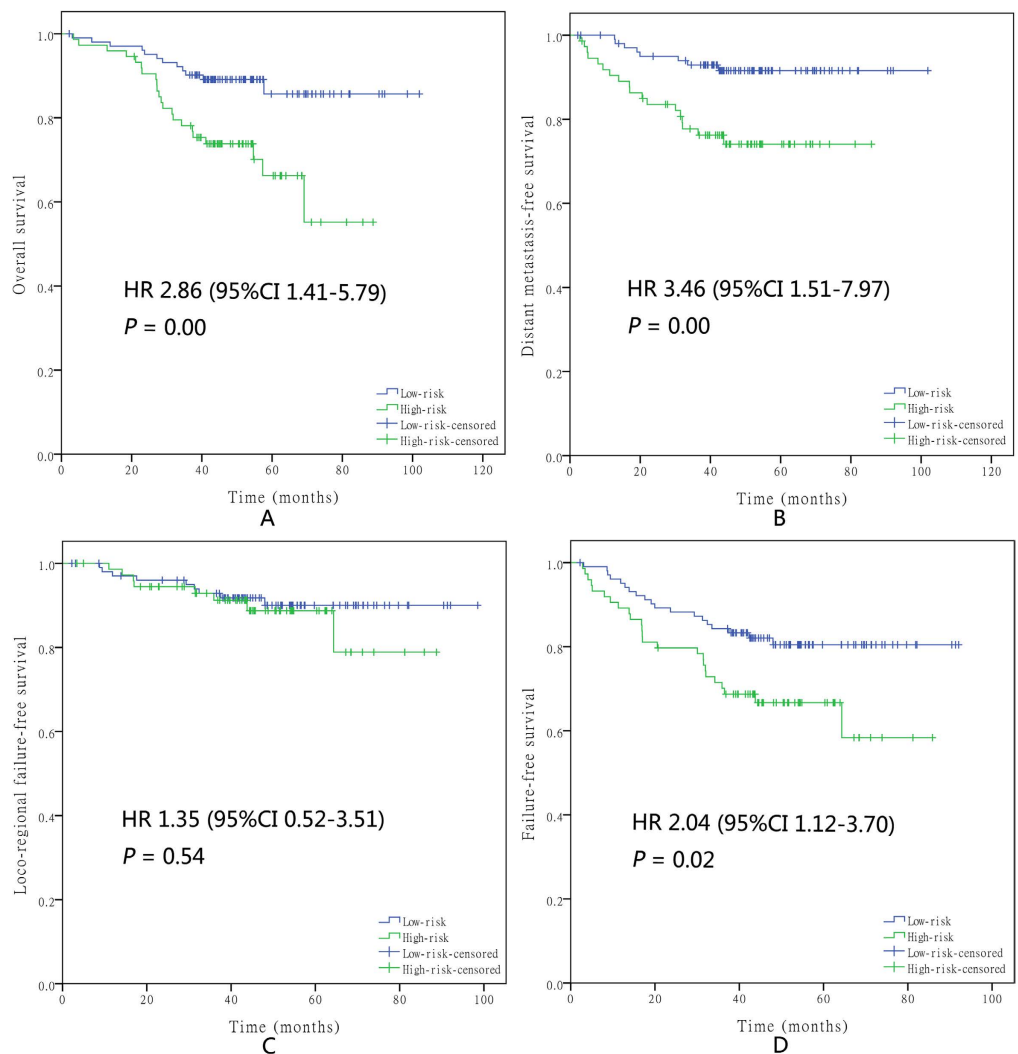 Overall survival
1.0
0.8
0.6
0.4
0.2
0.0
HR 2.86 (95%CI 1.41-5.79)
P = 0.00
Low-risk
High-risk
Low-risk-censored
High-risk-censored
0 20 40 60 80 100 120
Time (months)
A
Distant metastasis-free survival
1.0
0.8
0.6
0.4
0.2
0.0
HR 3.46 (95%CI 1.51-7.97)
P = 0.00
Low-risk
High-risk
Low-risk-censored
High-risk-censored
0 20 40 60 80 100 120
Time (months)
B
Loco-regional failure-free survival
1.0
0.8
0.6
0.4
0.2
0.0
HR 1.35 (95%CI 0.52-3.51)
P = 0.54
Low-risk
High-risk
Low-risk-censored
High-risk-censored
0 20 40 60 80 100
Time (months)
C
Failure-free survival
1.0
0.8
0.6
0.4
0.2
0.0
HR 2.04 (95%CI 1.12-3.70)
P = 0.02
Low-risk
High-risk
Low-risk-censored
High-risk-censored
0 20 40 60 80 100
Time (months)
D